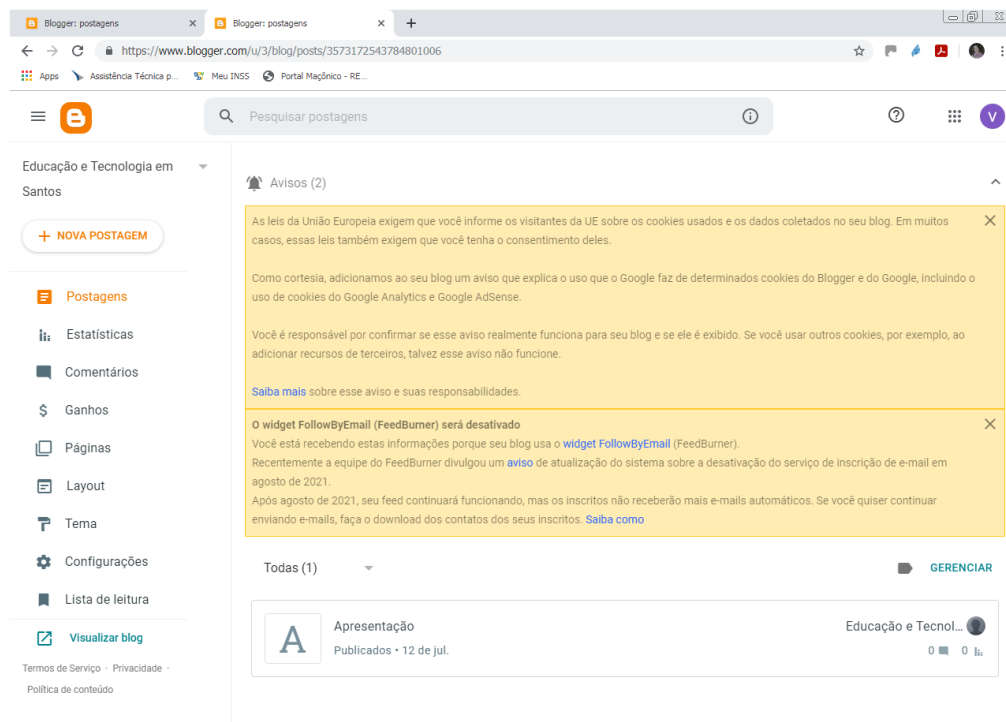 Blogger: postagens
Blogger: postagens
https://www.blogger.com/u/3/blog/posts/3573172543784801006
Apps
Assistência Técnica p...
Meu INSS
Portal Maçônico - RE...
Pesquisar postagens
V
Educação e Tecnologia em
Santos
NOVA POSTAGEM
Postagens
Estatísticas
Comentários
Ganhos
Páginas
Layout
Tema
Configurações
Lista de leitura
Visualizar blog
Termos de Serviço · Privacidade ·
Política de conteúdo
Avisos (2)
As leis da União Europeia exigem que você informe os visitantes da UE sobre os cookies usados e os dados coletados no seu blog. Em muitos
casos, essas leis também exigem que você tenha o consentimento deles.
Como cortesia, adicionamos ao seu blog um aviso que explica o uso que o Google faz de determinados cookies do Blogger e do Google, incluindo o
uso de cookies do Google Analytics e Google AdSense.
Você é responsável por confirmar se esse aviso realmente funciona para seu blog e se ele é exibido. Se você usar outros cookies, por exemplo, ao
adicionar recursos de terceiros, talvez esse aviso não funcione.
Saiba mais sobre esse aviso e suas responsabilidades.
O widget FollowByEmail (FeedBurner) será desativado
Você está recebendo estas informações porque seu blog usa o widget FollowByEmail (FeedBurner).
Recentemente a equipe do FeedBurner divulgou um aviso de atualização do sistema sobre a desativação do serviço de inscrição de e-mail em
agosto de 2021.
Após agosto de 2021, seu feed continuará funcionando, mas os inscritos não receberão mais e-mails automáticos. Se você quiser continuar
enviando e-mails, faça o download dos contatos dos seus inscritos. Saiba como
Todas (1)
GERENCIAR
A
Apresentação
Educação e Tecnol...
Publicados • 12 de jul.
0 0